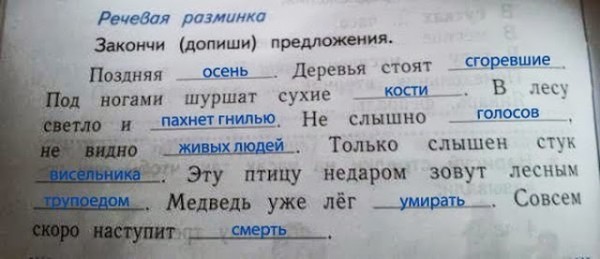 Речевая разминка
Закончи (допиши) предложения.
Поздняя осень. Деревья стоят сгоревшие.
Под ногами шуршат сухие кости. В лесу
светло и пахнет гнилью. Не слышно голосов,
не видно живых людей. Только слышен стук
висельника. Эту птицу недаром зовут лесным
трупоедом. Медведь уже лёг умирать. Совсем
скоро наступит смерть.